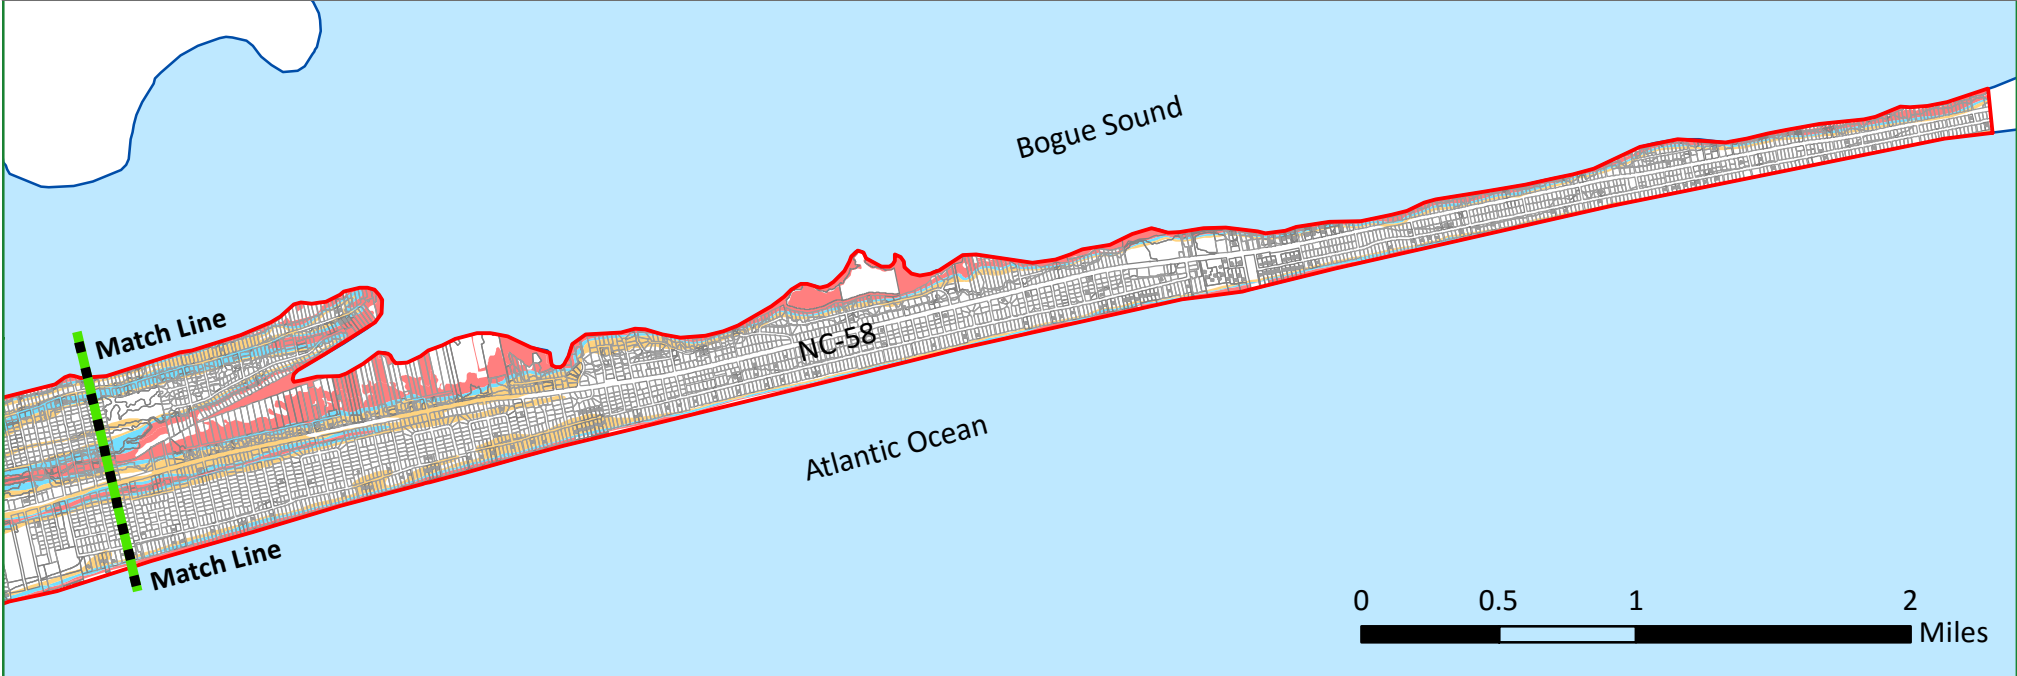 Bogue Sound
Match Line
NC-58
Atlantic Ocean
Match Line
0 0.5 1 2
Miles